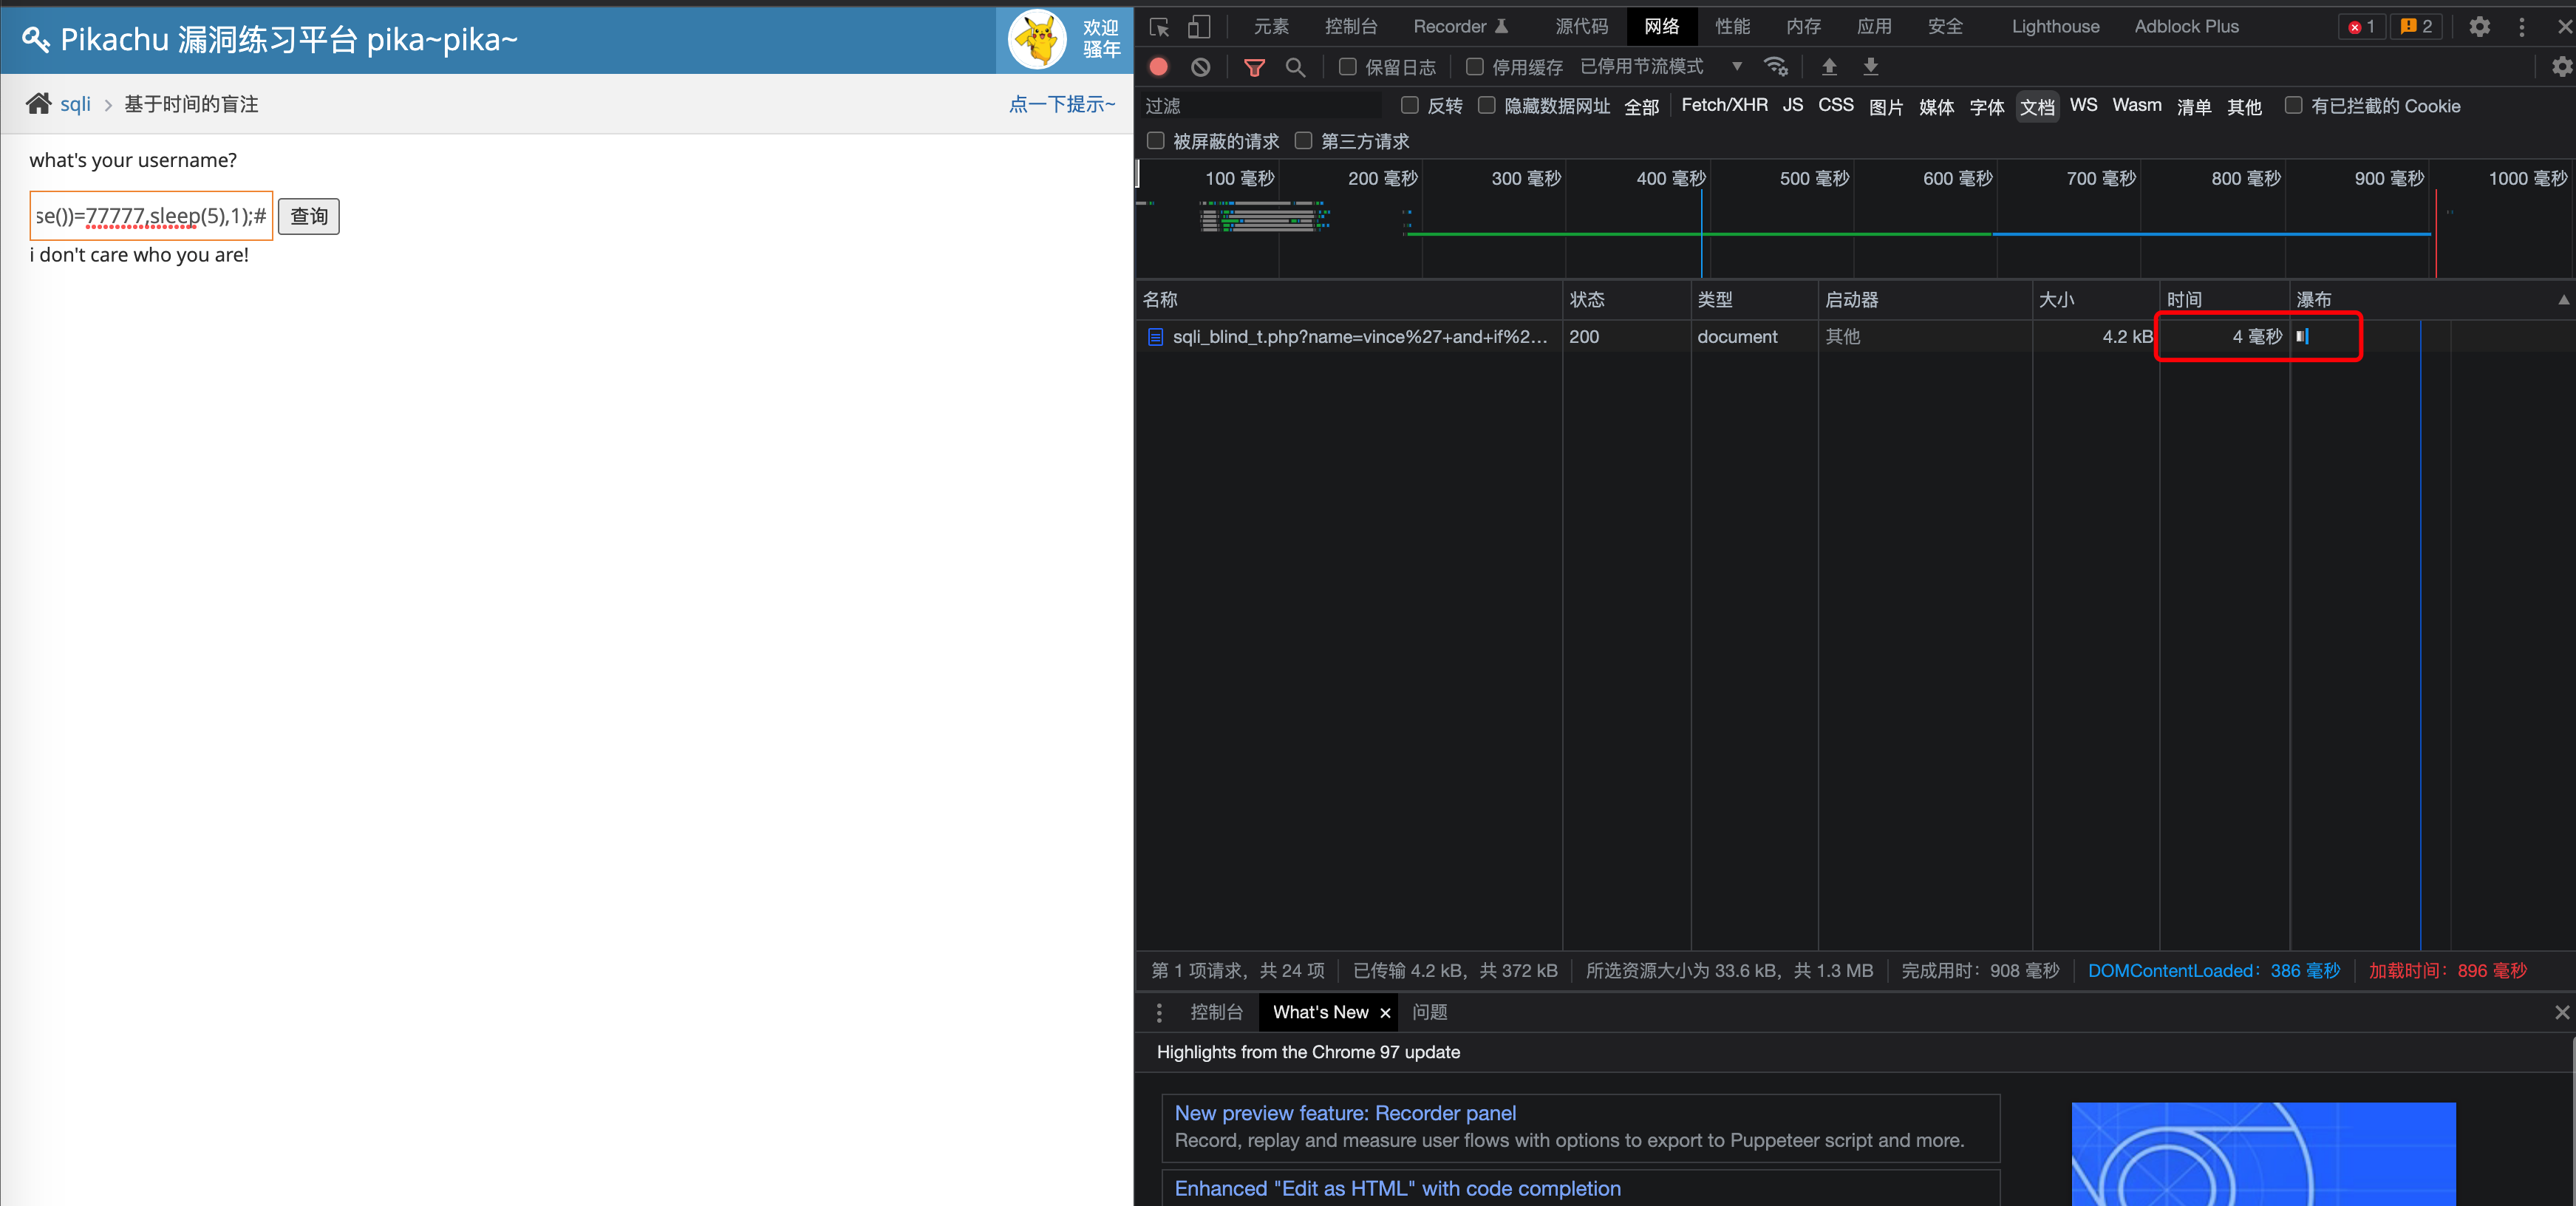 Pikachu 漏洞练习平台 pika~pika~
欢迎
骚年
sqli > 基于时间的盲注
点一下提示~
what's your username?
se())=77777,sleep(5),1);#
查询
i don't care who you are!
元素 控制台 Recorder 源代码 网络 性能 内存 应用 安全 Lighthouse Adblock Plus 1 2
保留日志 停用缓存 已停用节流模式
过滤 反转 隐藏数据网址 全部 Fetch/XHR JS CSS 图片 媒体 字体 文档 WS Wasm 清单 其他 有已拦截的 Cookie
被屏蔽的请求 第三方请求
100 毫秒 200 毫秒 300 毫秒 400 毫秒 500 毫秒 600 毫秒 700 毫秒 800 毫秒 900 毫秒 1000 毫秒
名称 状态 类型 启动器 大小 时间 瀑布
sqli_blind_t.php?name=vince%27+and+if%2... 200 document 其他 4.2 kB 4 毫秒
第 1 项请求，共 24 项 已传输 4.2 kB，共 372 kB 所选资源大小为 33.6 kB，共 1.3 MB 完成用时：908 毫秒 DOMContentLoaded：386 毫秒 加载时间：896 毫秒
控制台 What's New × 问题
Highlights from the Chrome 97 update
New preview feature: Recorder panel
Record, replay and measure user flows with options to export to Puppeteer script and more.
Enhanced "Edit as HTML" with code completion